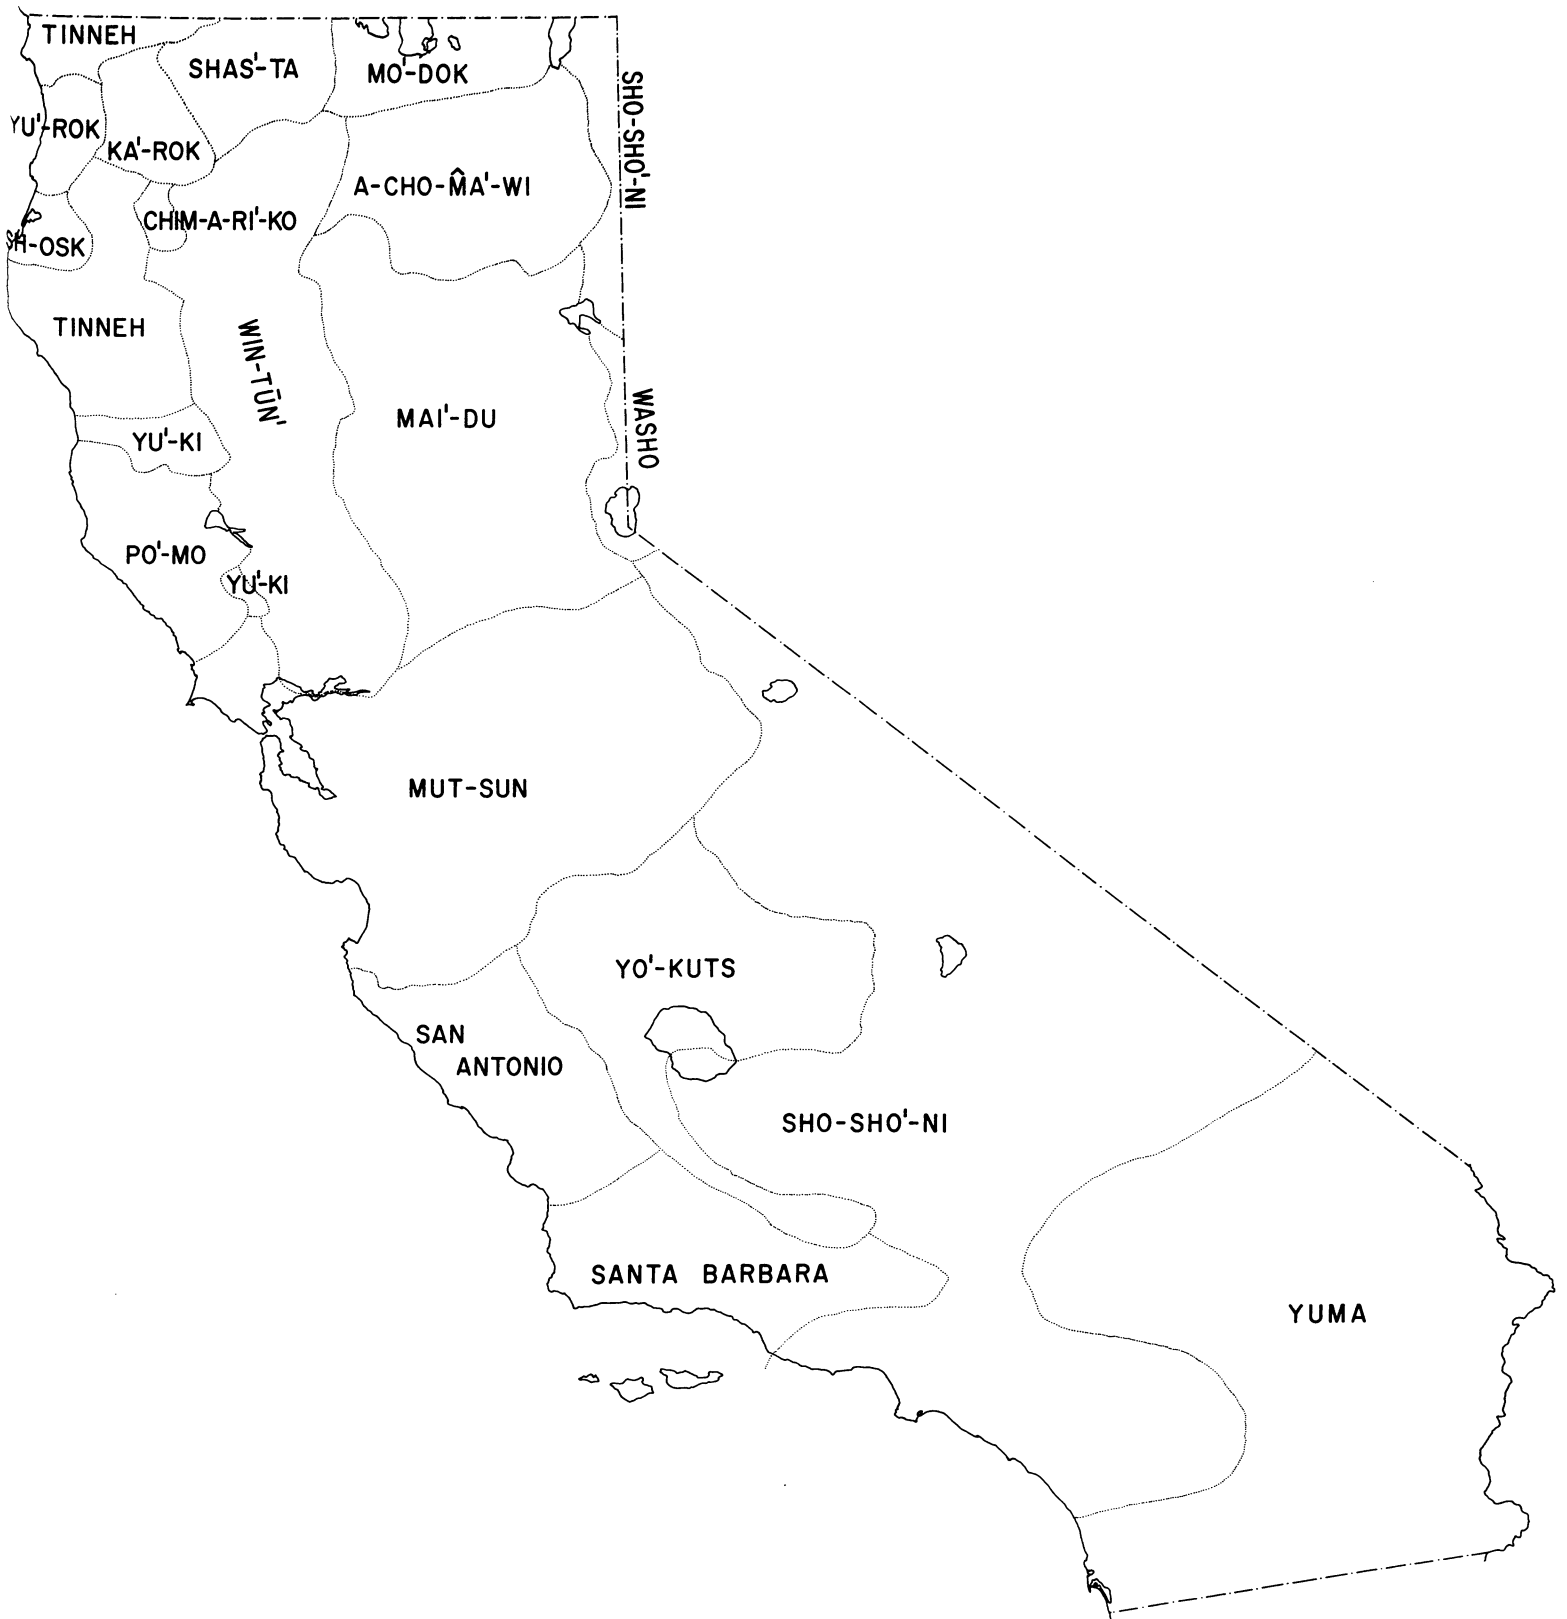 TINNEH
SHAS'-TA
MO'-DOK
SHO-SHO'-NI
YU'-ROK
KA'-ROK
A-CHO-M̂A'-WI
CHIM-A-RI'-KO
SH-OSK
TINNEH
WIN-TŪN'
MAI'-DU
WASHO
YU'-KI
PO'-MO
YU'-KI
MUT-SUN
YO'-KUTS
SAN
ANTONIO
SHO-SHO'-NI
SANTA BARBARA
YUMA